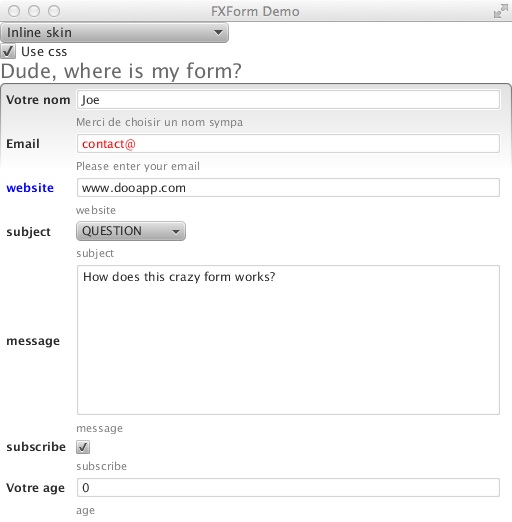 FXForm Demo
Inline skin
Use css
Dude, where is my form?
Votre nom Joe
Merci de choisir un nom sympa
Email contact@
Please enter your email
website www.dooapp.com
website
subject QUESTION
subject
How does this crazy form works?
message
message
subscribe
subscribe
Votre age 0
age